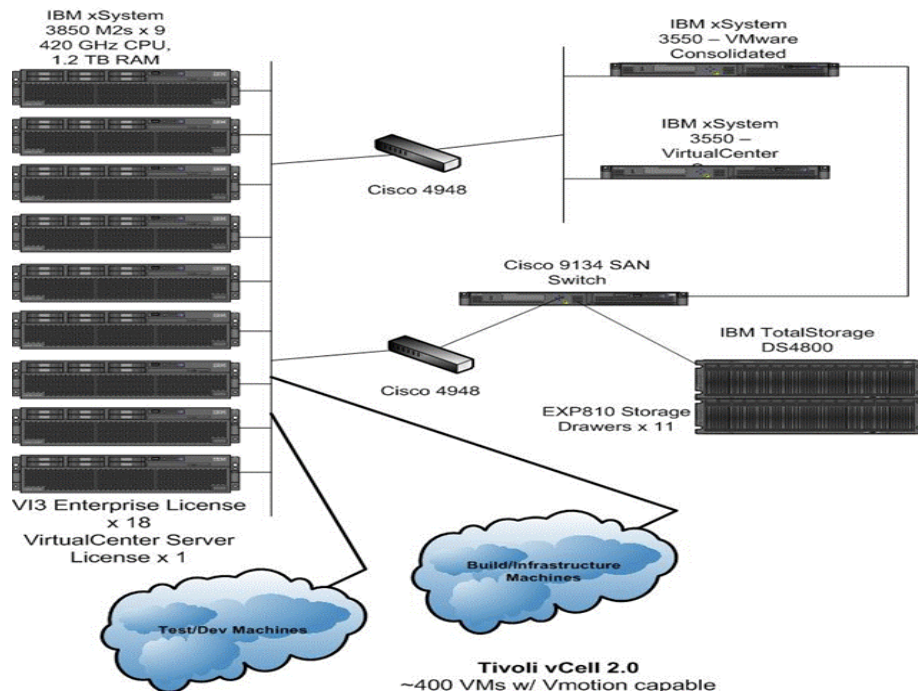 IBM xSystem
3850 M2s x 9
420 GHz CPU,
1.2 TB RAM
IBM xSystem
3550 – VMware
Consolidated
IBM xSystem
3550 –
VirtualCenter
Cisco 4948
Cisco 9134 SAN
Switch
Cisco 4948
IBM TotalStorage
DS4800
EXP810 Storage
Drawers x 11
VI3 Enterprise License
x 18
VirtualCenter Server
License x 1
Build/Infrastructure
Machines
Test/Dev Machines
Tivoli vCell 2.0
~400 VMs w/ Vmotion capable